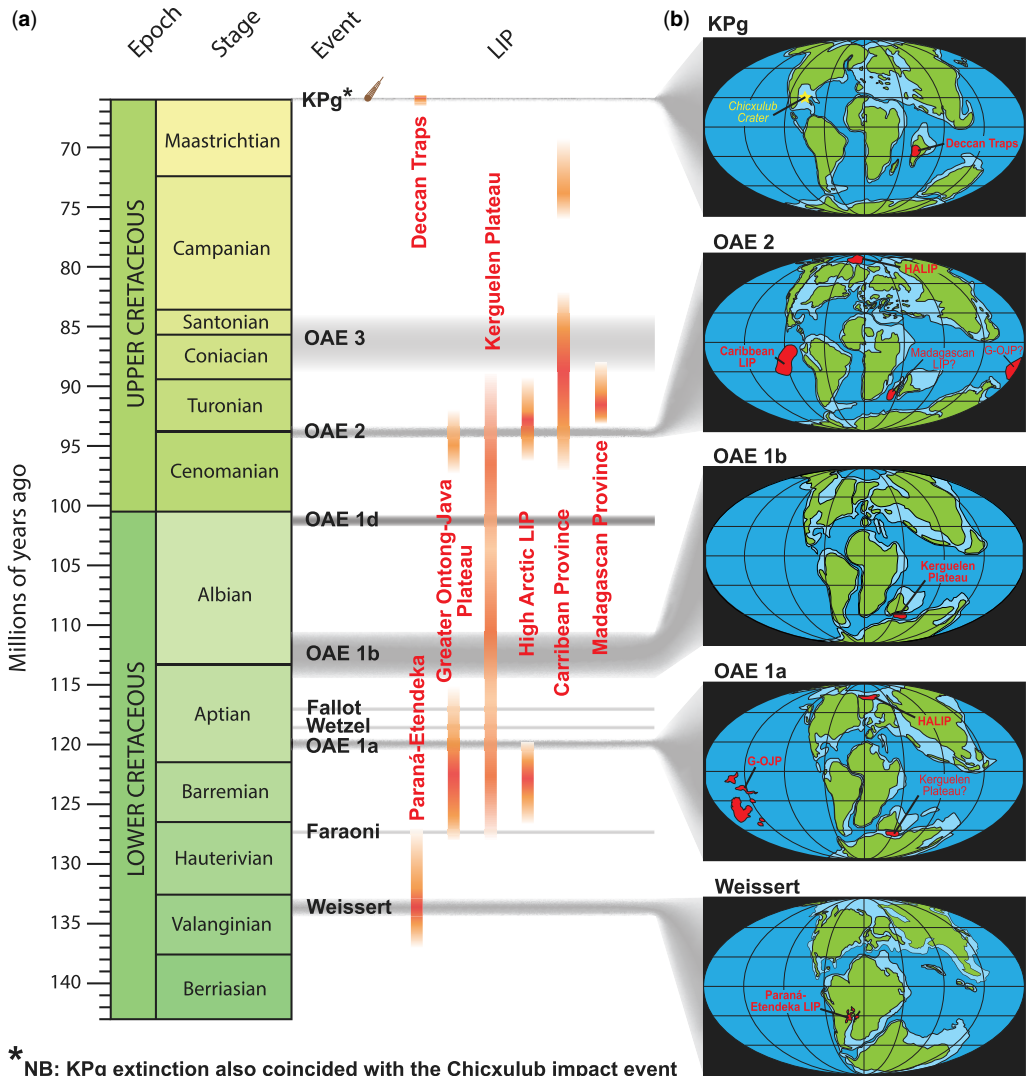 (a)
Epoch
Stage
Event
LIP
Millions of years ago
70
75
80
85
90
95
100
105
110
115
120
125
130
135
140
UPPER CRETACEOUS
LOWER CRETACEOUS
Maastrichtian
Campanian
Santonian
Coniacian
Turonian
Cenomanian
Albian
Aptian
Barremian
Hauterivian
Valanginian
Berriasian
KPg*
OAE 3
OAE 2
OAE 1d
OAE 1b
Fallot
Wetzel
OAE 1a
Faraoni
Weissert
Deccan Traps
Kerguelen Plateau
Paraná-Etendeka
Greater Ontong-Java
Plateau
High Arctic LIP
Carribean Province
Madagascan Province
*NB: KPg extinction also coincided with the Chicxulub impact event
(b)
KPg
Chicxulub
Crater
Deccan Traps
OAE 2
HALIP
Caribbean
LIP
Madagascan
LIP?
G-OJP?
OAE 1b
Kerguelen
Plateau
OAE 1a
HALIP
G-OJP
Kerguelen
Plateau?
Weissert
Paraná-
Etendeka LIP